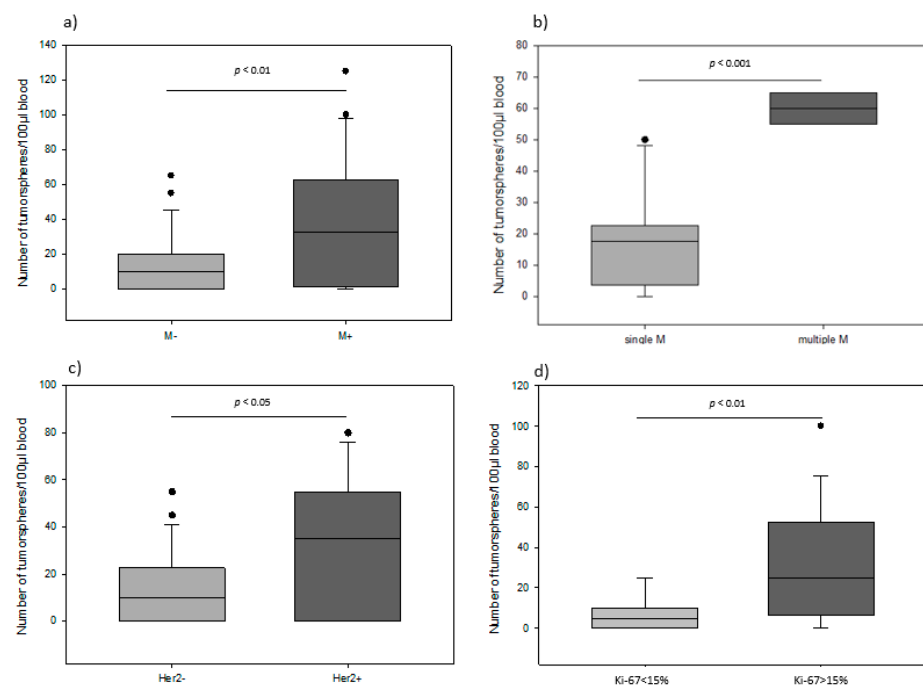 a)
Number of tumorspheres/100µl blood
140
120
100
80
60
40
20
0
p < 0.01
M-
M+
b)
Number of tumorspheres/100µl blood
80
70
60
50
40
30
20
10
0
p < 0.001
single M
multiple M
c)
Number of tumorspheres/100µl blood
100
80
60
40
20
0
p < 0.05
Her2-
Her2+
d)
Number of tumorspheres/100µl blood
120
100
80
60
40
20
0
p < 0.01
Ki-67<15%
Ki-67>15%